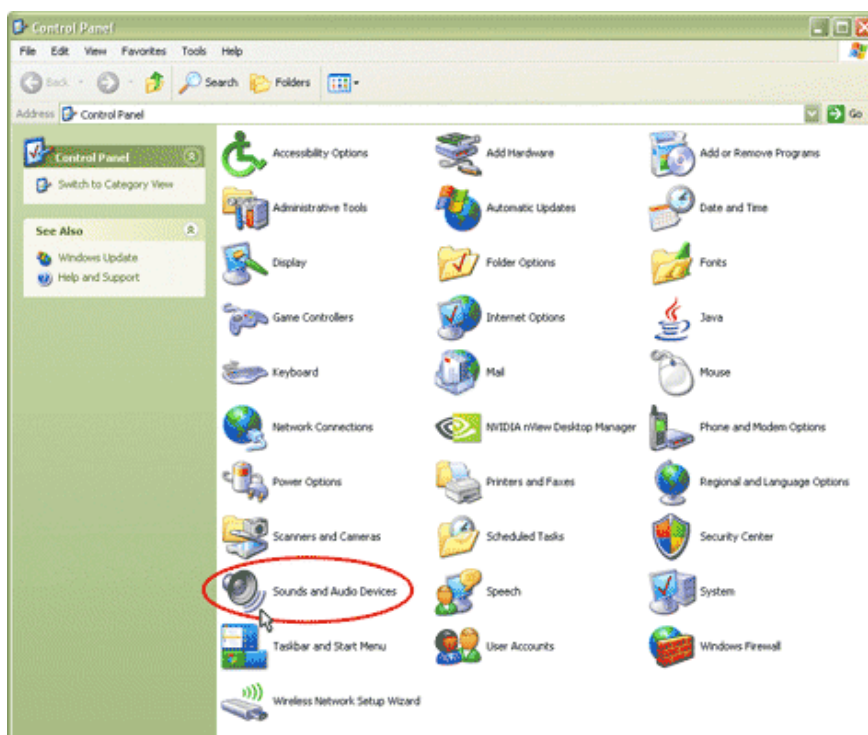 Control Panel
File Edit View Favorites Tools Help
Back Search Folders
Address Control Panel Go
Control Panel
Switch to Category View
See Also
Windows Update
Help and Support
Accessibility Options Add Hardware Add or Remove Programs
Administrative Tools Automatic Updates Date and Time
Display Folder Options Fonts
Game Controllers Internet Options Java
Keyboard Mail Mouse
Network Connections NVIDIA nView Desktop Manager Phone and Modem Options
Power Options Printers and Faxes Regional and Language Options
Scanners and Cameras Scheduled Tasks Security Center
Sounds and Audio Devices Speech System
Taskbar and Start Menu User Accounts Windows Firewall
Wireless Network Setup Wizard